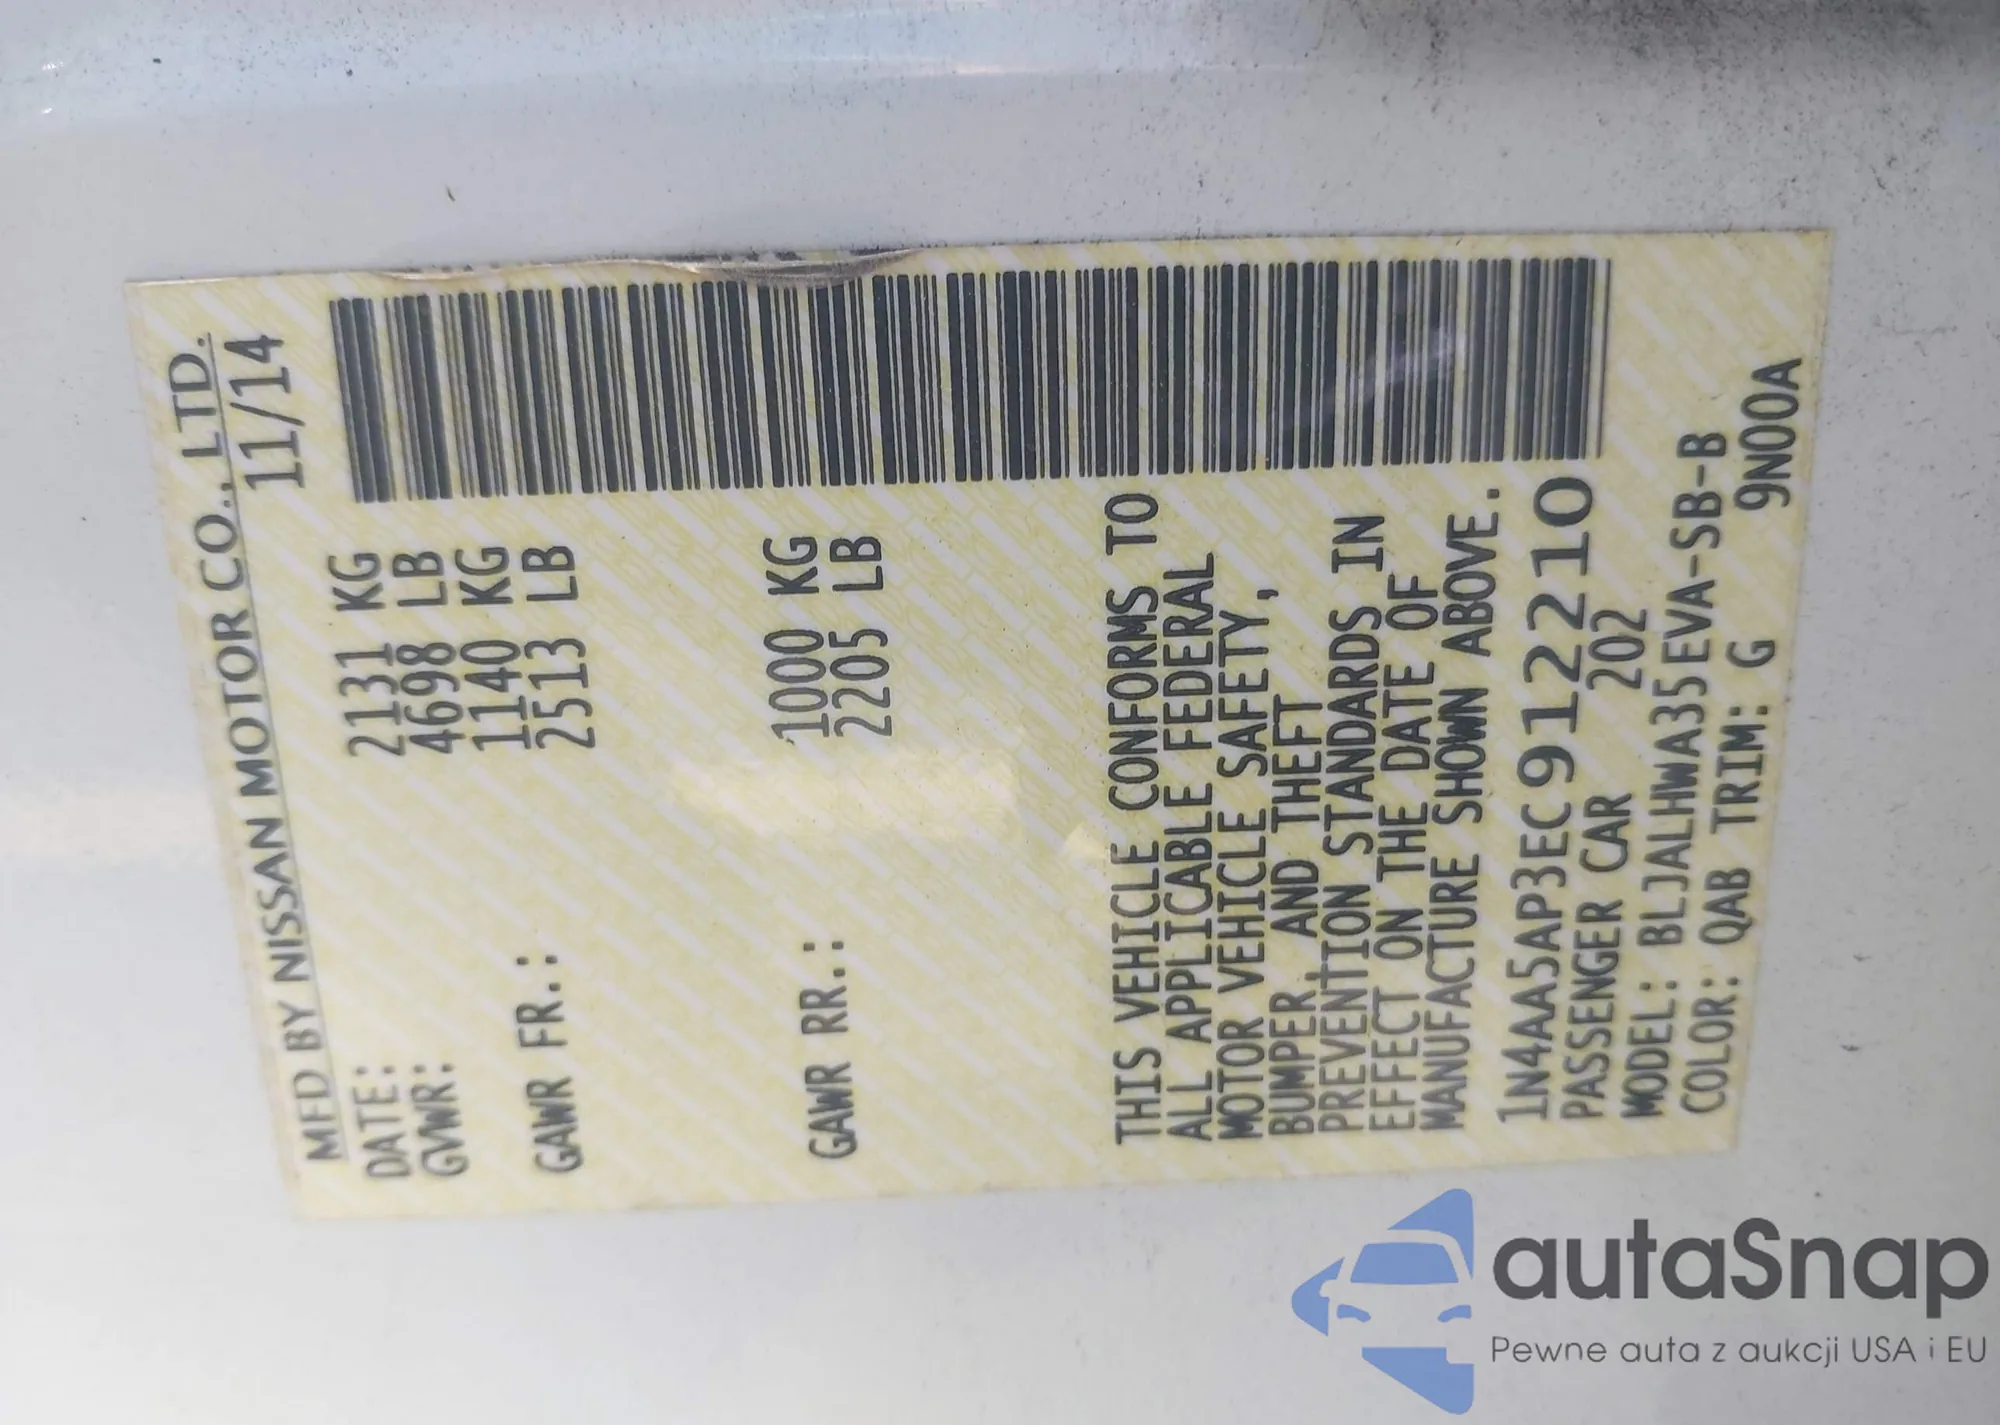 MFD BY NISSAN MOTOR CO., LTD.
DATE: 11/14
GVWR: 2131 KG
4698 LB
GAWR FR.: 1140 KG
2513 LB
GAWR RR.: 1000 KG
2205 LB
THIS VEHICLE CONFORMS TO
ALL APPLICABLE FEDERAL
MOTOR VEHICLE SAFETY,
BUMPER, AND THEFT
PREVENTION STANDARDS IN
EFFECT ON THE DATE OF
MANUFACTURE SHOWN ABOVE.
1N4AA5AP3EC912210
PASSENGER CAR 202
MODEL: BLJALHWA35EVA-SB-B
COLOR: QAB TRIM: G 9N00A
autaSnap
Pewne auta z aukcji USA i EU